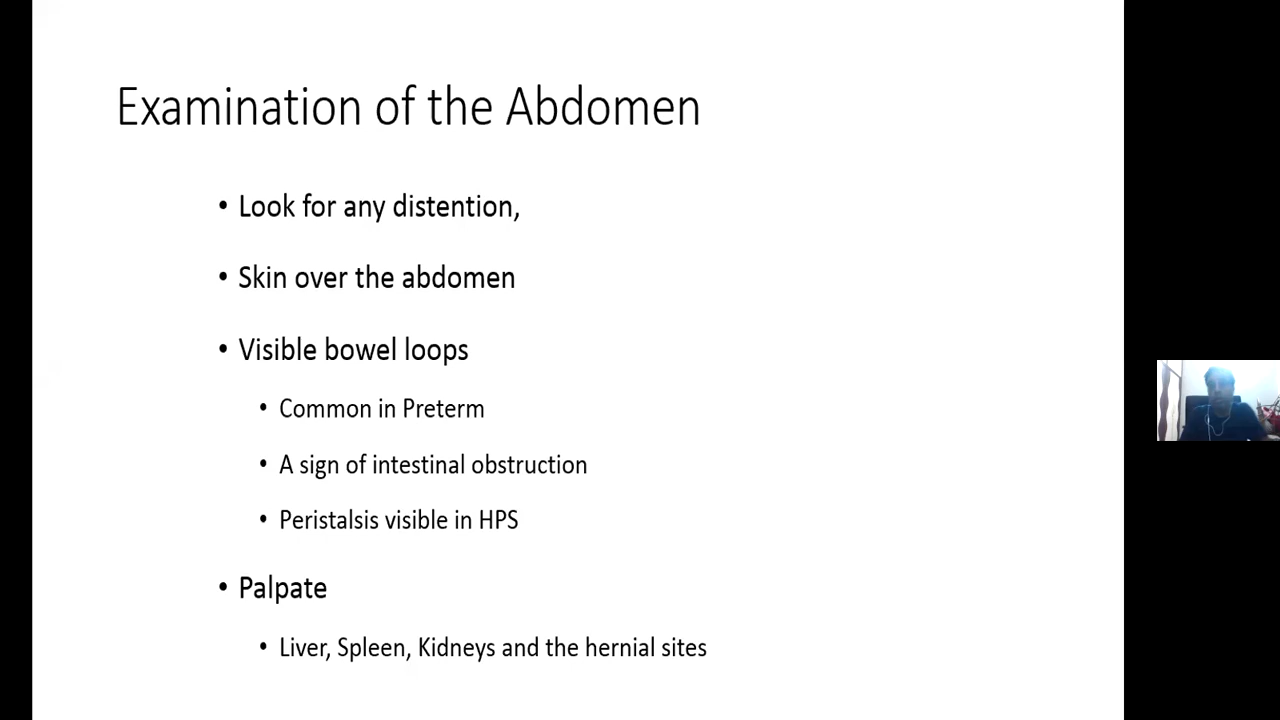 Examination of the Abdomen
• Look for any distention,
• Skin over the abdomen
• Visible bowel loops
• Common in Preterm
• A sign of intestinal obstruction
• Peristalsis visible in HPS
• Palpate
• Liver, Spleen, Kidneys and the hernial sites